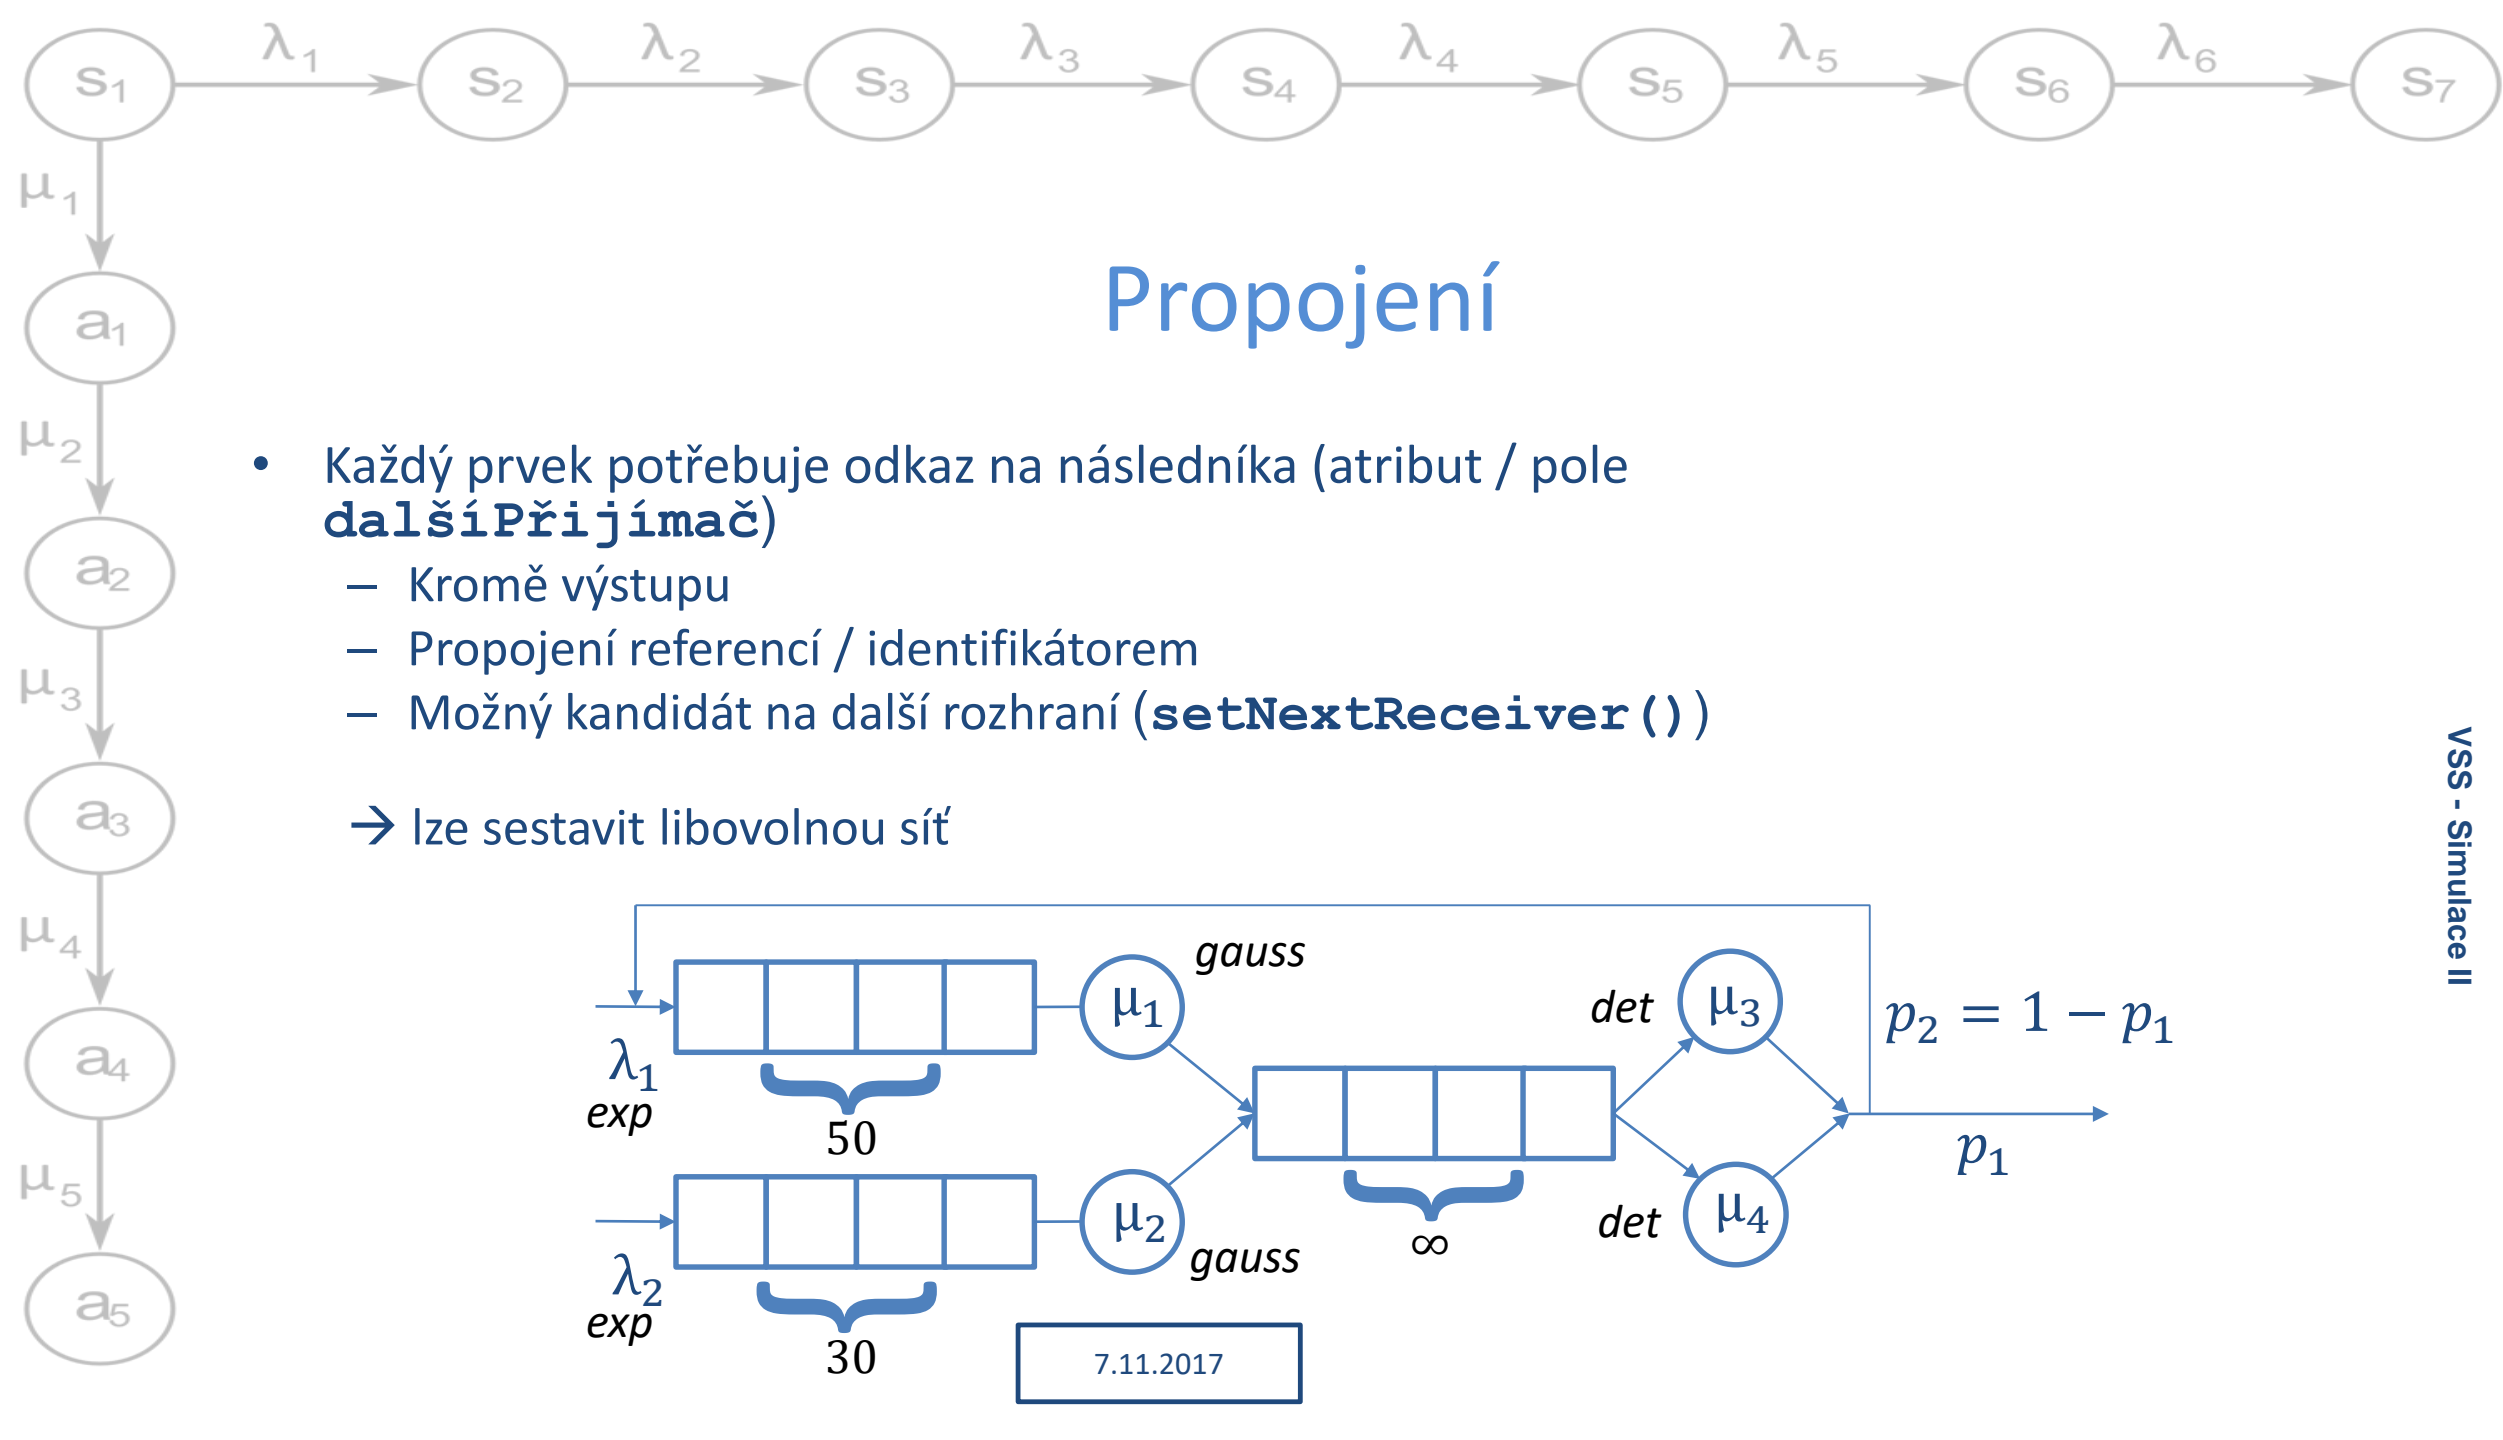 s1 λ1 s2 λ2 s3 λ3 s4 λ4 s5 λ5 s6 λ6 s7
μ1
a1
μ2
a2
μ3
a3
μ4
a4
μ5
a5
Propojení
• Každý prvek potřebuje odkaz na následníka (atribut / pole
dalšíPřijímač)
– Kromě výstupu
– Propojení referencí / identifikátorem
– Možný kandidát na další rozhraní (setNextReceiver())
→ lze sestavit libovolnou síť
λ1
exp
50
μ1
gauss
λ2
exp
30
μ2
gauss
∞
det
μ3
det
μ4
p2 = 1 − p1
p1
7.11.2017
VSS - Simulace II